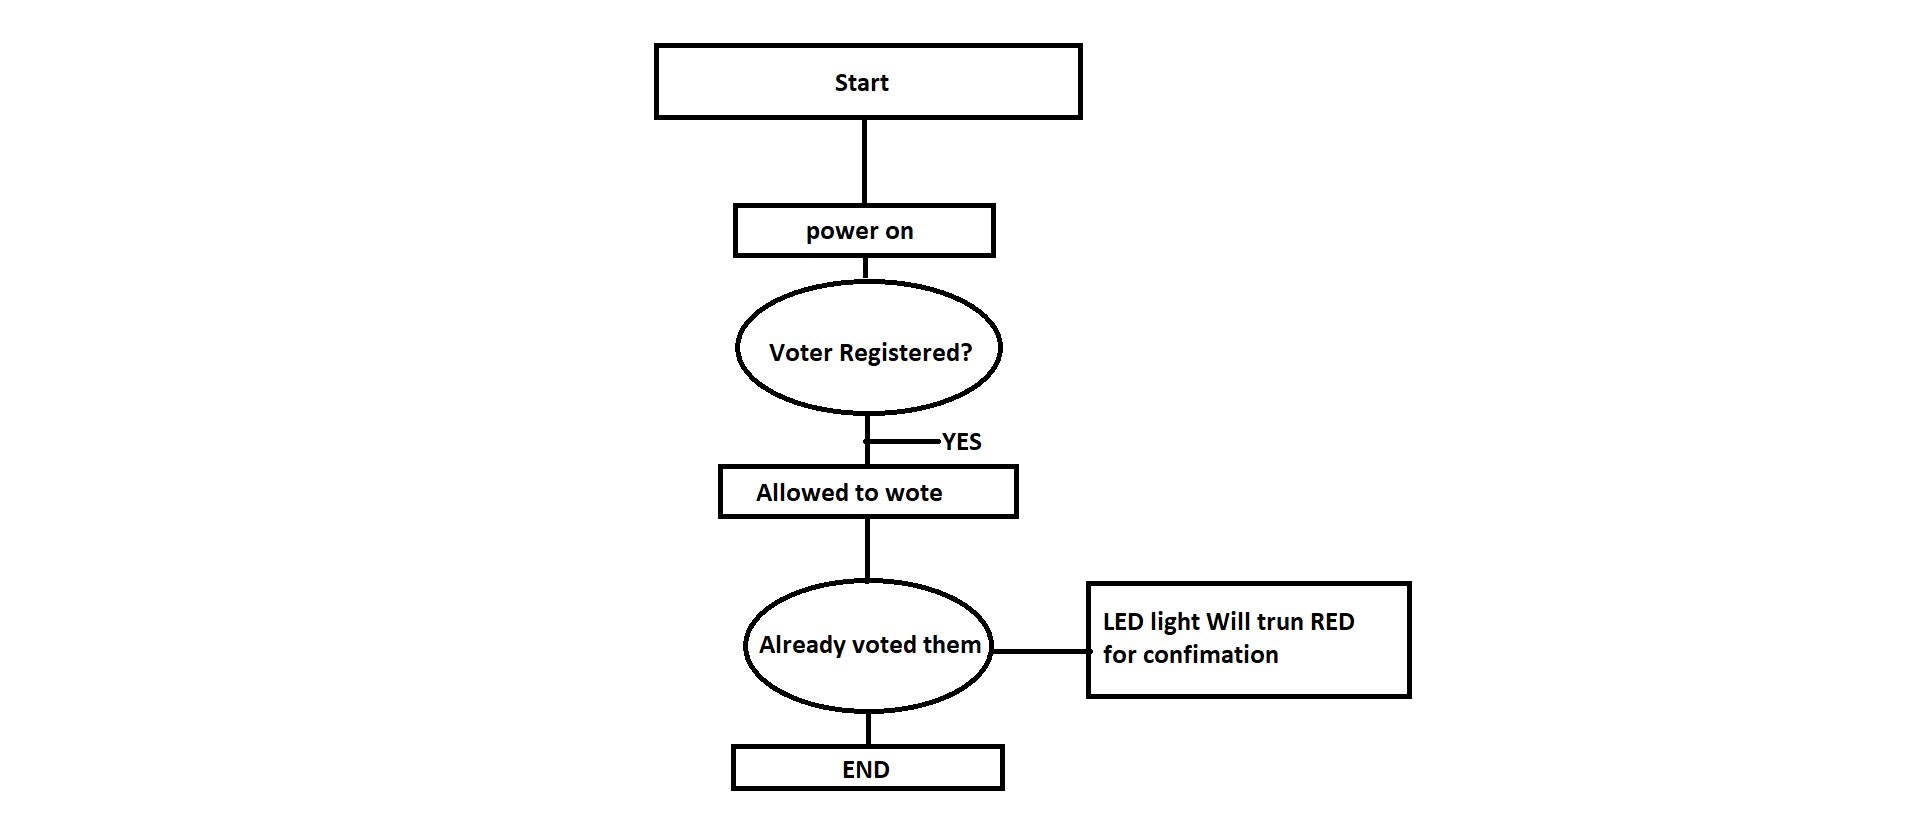 Start
power on
Voter Registered?
YES
Allowed to wote
Already voted them
LED light Will trun RED
for confimation
END